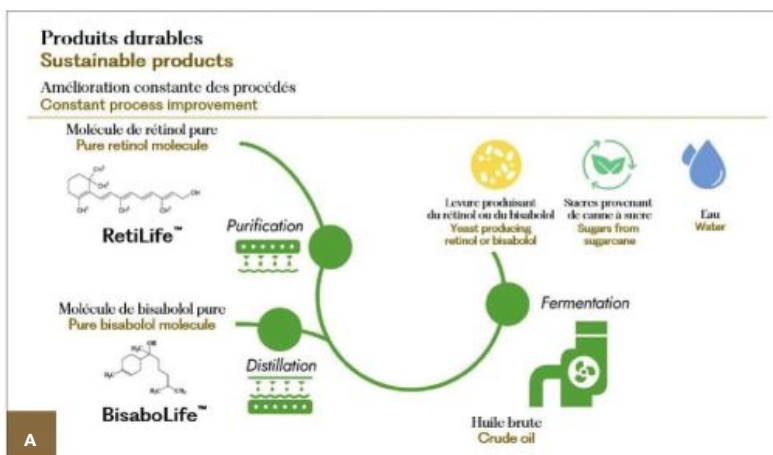 Produits durables
Sustainable products
Amélioration constante des procédés
Constant process improvement
Molécule de rétinol pure
Pure retinol molecule
RetiLife™
Purification
Levure produisant
du rétinol ou du bisabolol
Yeast producing
retinol or bisabolol
Sucres provenant
de canne à sucre
Sugars from
sugarcane
Eau
Water
Fermentation
Molécule de bisabolol pure
Pure bisabolol molecule
Distillation
BisaboLife™
Huile brute
Crude oil
A